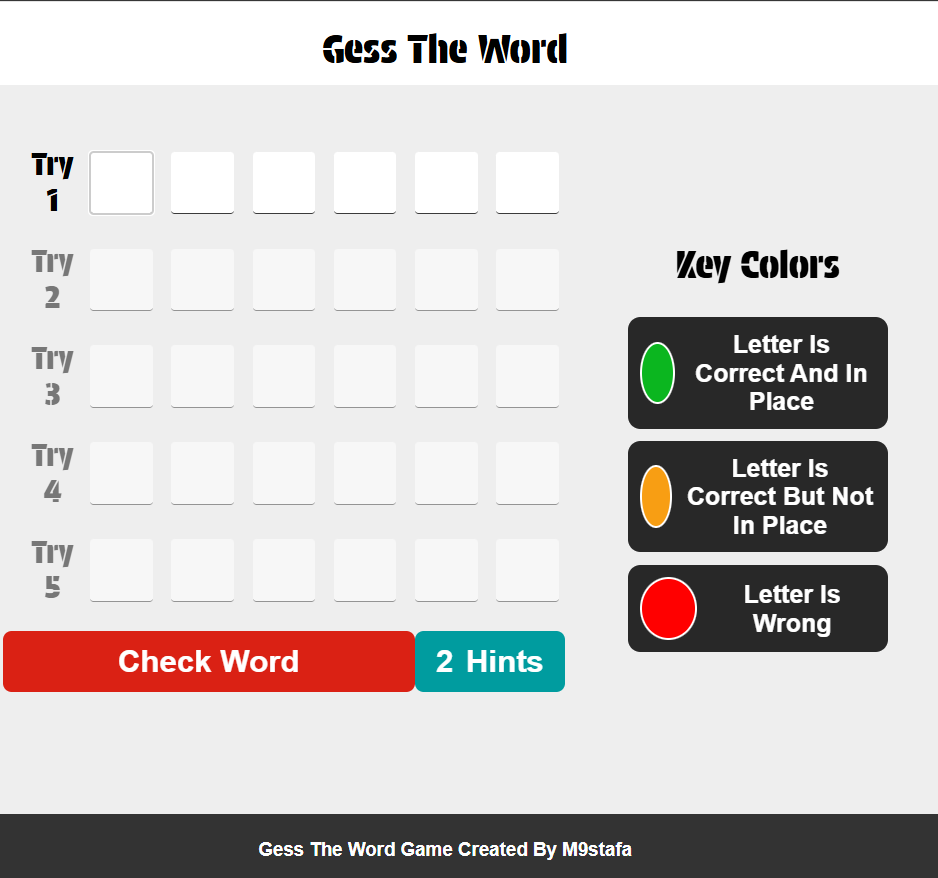 Gess The Word
Try
1
Try
2
Try
3
Try
4
Try
5
Check Word
2 Hints
Key Colors
Letter Is
Correct And In
Place
Letter Is
Correct But Not
In Place
Letter Is
Wrong
Gess The Word Game Created By M9stafa